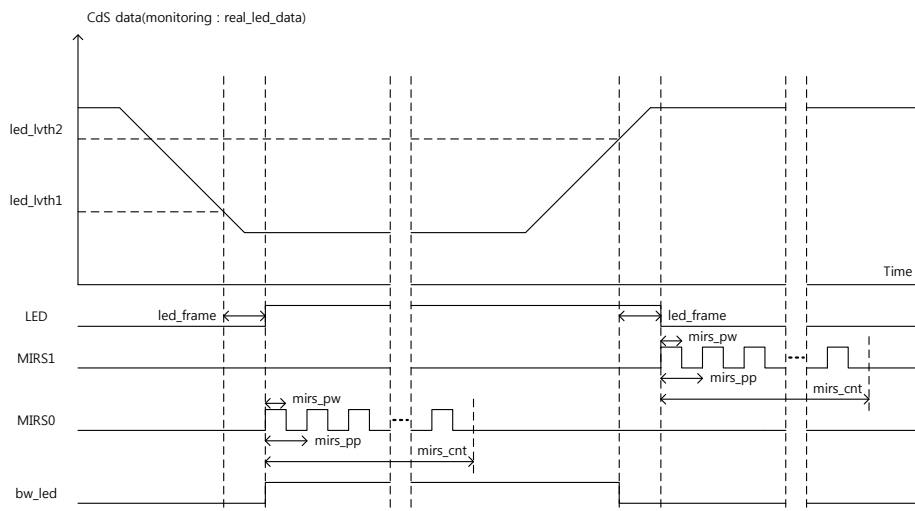 CdS data(monitoring : real_led_data)
led_lvth2
led_lvth1
Time
LED
led_frame
led_frame
mirs_pw
MIRS1
mirs_pp
mirs_cnt
mirs_pw
MIRS0
mirs_pp
mirs_cnt
bw_led